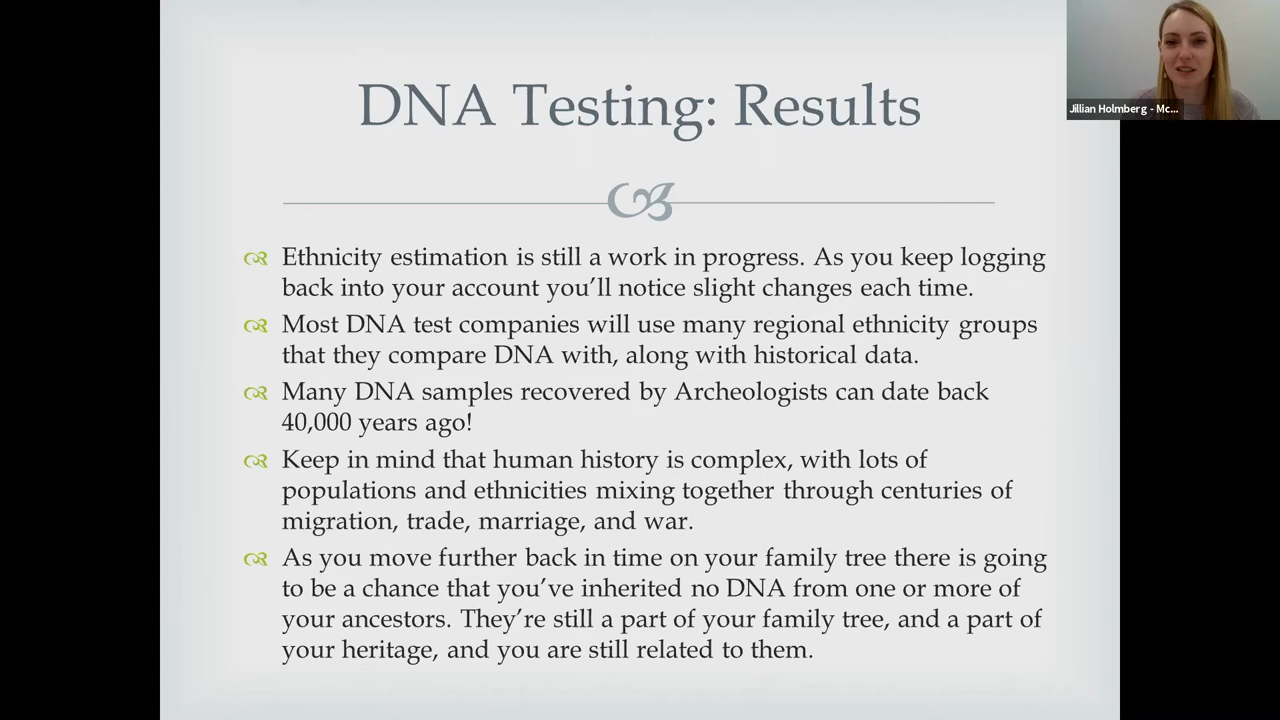 DNA Testing: Results
Jillian Holmberg - Mc...
Ethnicity estimation is still a work in progress. As you keep logging
back into your account you’ll notice slight changes each time.
Most DNA test companies will use many regional ethnicity groups
that they compare DNA with, along with historical data.
Many DNA samples recovered by Archeologists can date back
40,000 years ago!
Keep in mind that human history is complex, with lots of
populations and ethnicities mixing together through centuries of
migration, trade, marriage, and war.
As you move further back in time on your family tree there is going
to be a chance that you’ve inherited no DNA from one or more of
your ancestors. They’re still a part of your family tree, and a part of
your heritage, and you are still related to them.